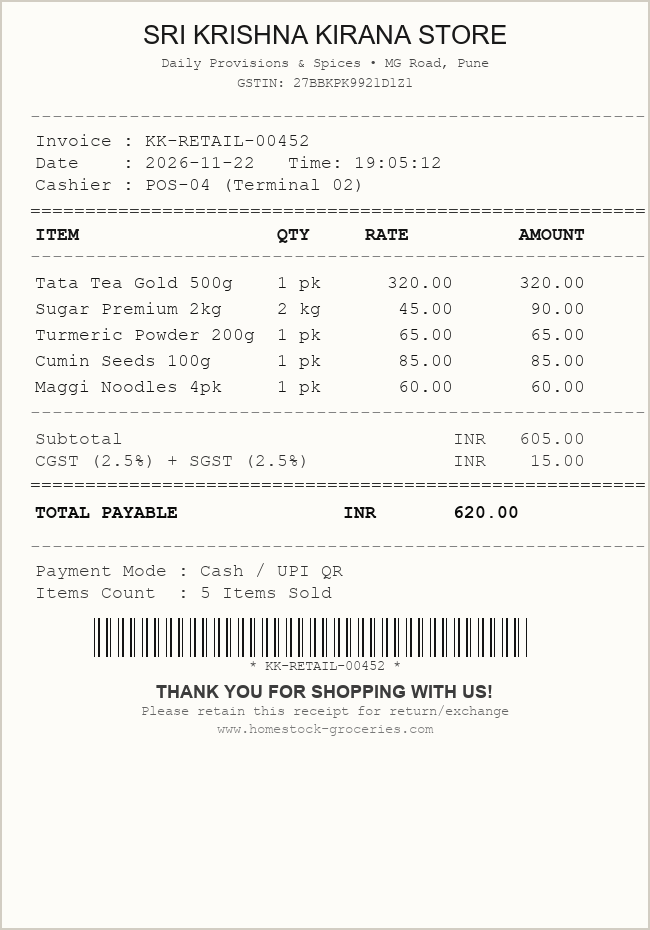 SRI KRISHNA KIRANA STORE
Daily Provisions & Spices • MG Road, Pune
GSTIN: 27BBKPK9921D1Z1
Invoice : KK-RETAIL-00452
Date : 2026-11-22 Time: 19:05:12
Cashier : POS-04 (Terminal 02)
ITEM QTY RATE AMOUNT
Tata Tea Gold 500g 1 pk 320.00 320.00
Sugar Premium 2kg 2 kg 45.00 90.00
Turmeric Powder 200g 1 pk 65.00 65.00
Cumin Seeds 100g 1 pk 85.00 85.00
Maggi Noodles 4pk 1 pk 60.00 60.00
Subtotal INR 605.00
CGST (2.5%) + SGST (2.5%) INR 15.00
TOTAL PAYABLE INR 620.00
Payment Mode : Cash / UPI QR
Items Count : 5 Items Sold
* KK-RETAIL-00452 *
THANK YOU FOR SHOPPING WITH US!
Please retain this receipt for return/exchange
www.homestock-groceries.com